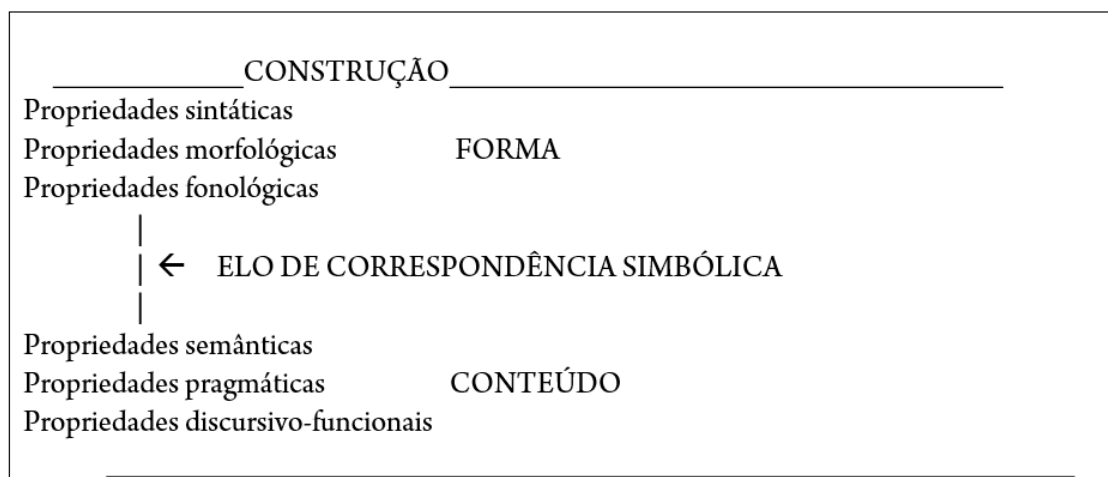 CONSTRUÇÃO
Propriedades sintáticas
Propriedades morfológicas FORMA
Propriedades fonológicas
ELO DE CORRESPONDÊNCIA SIMBÓLICA
Propriedades semânticas
Propriedades pragmáticas CONTEÚDO
Propriedades discursivo-funcionais